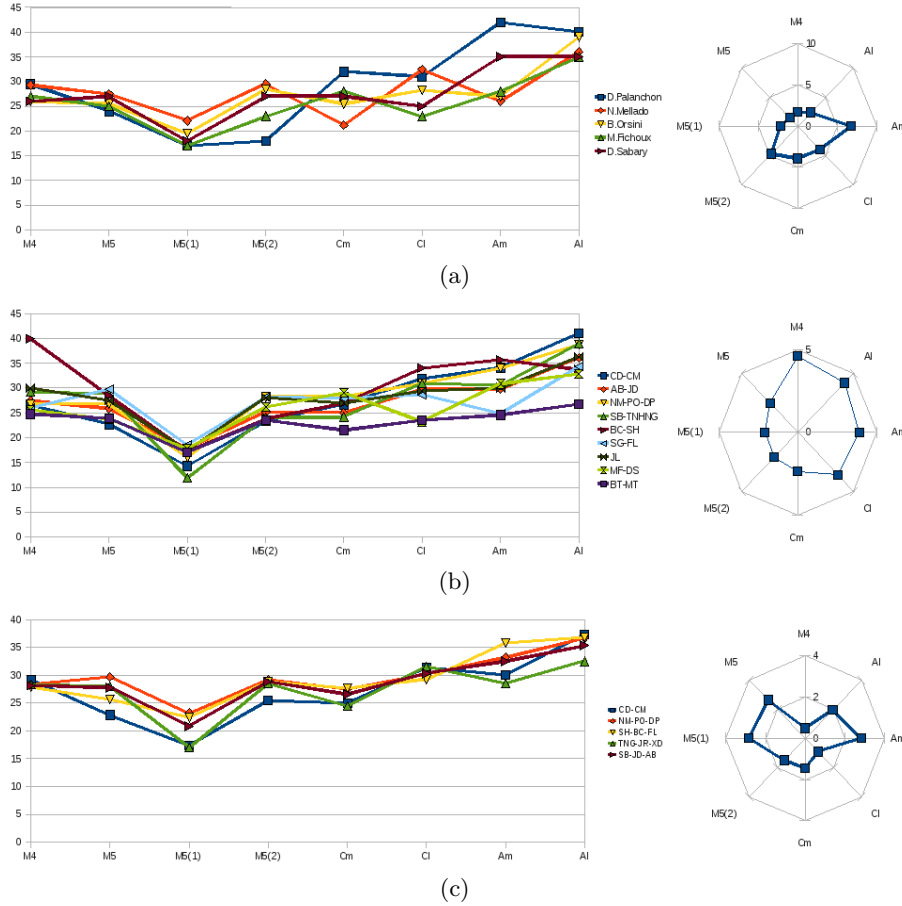 45
40
35
30
25
20
15
10
5
0
M4 M5 M5(1) M5(2) Cm Cl Am Al
D.Palanchon
N.Mellado
B.Orsini
M.Richoux
D.Sabary
M4
M5 10 Al
5
M5(1) 0 Am
M5(2) Cl
Cm
(a)
45
40
35
30
25
20
15
10
5
0
M4 M5 M5(1) M5(2) Cm Cl Am Al
CD-CM
AB-JD
NM-PO-DP
SB-TNHNG
BC-SH
SG-FL
JL
MF-DS
BT-MT
M4
5
M5 Al
M5(1) 0 Am
M5(2) Cl
Cm
(b)
40
35
30
25
20
15
10
5
0
M4 M5 M5(1) M5(2) Cm Cl Am Al
CD-CM
NM-PO-DP
SH-BC-FL
TNG-JR-XD
SB-JD-AB
M4
4
M5 Al
2
M5(1) 0 Am
M5(2) Cl
Cm
(c)